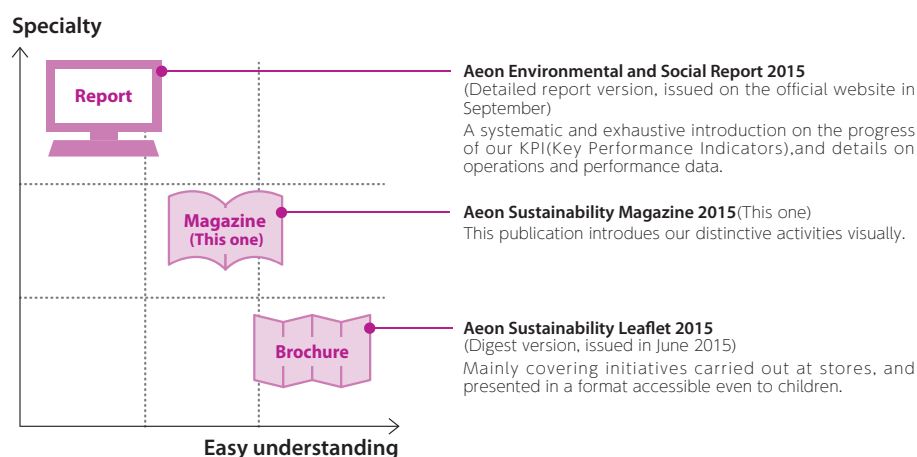 Specialty
Report
Aeon Environmental and Social Report 2015
(Detailed report version, issued on the official website in
September)
A systematic and exhaustive introduction on the progress
of our KPI(Key Performance Indicators),and details on
operations and performance data.
Magazine
(This one)
Aeon Sustainability Magazine 2015(This one)
This publication introdues our distinctive activities visually.
Brochure
Aeon Sustainability Leaflet 2015
(Digest version, issued in June 2015)
Mainly covering initiatives carried out at stores, and
presented in a format accessible even to children.
Easy understanding